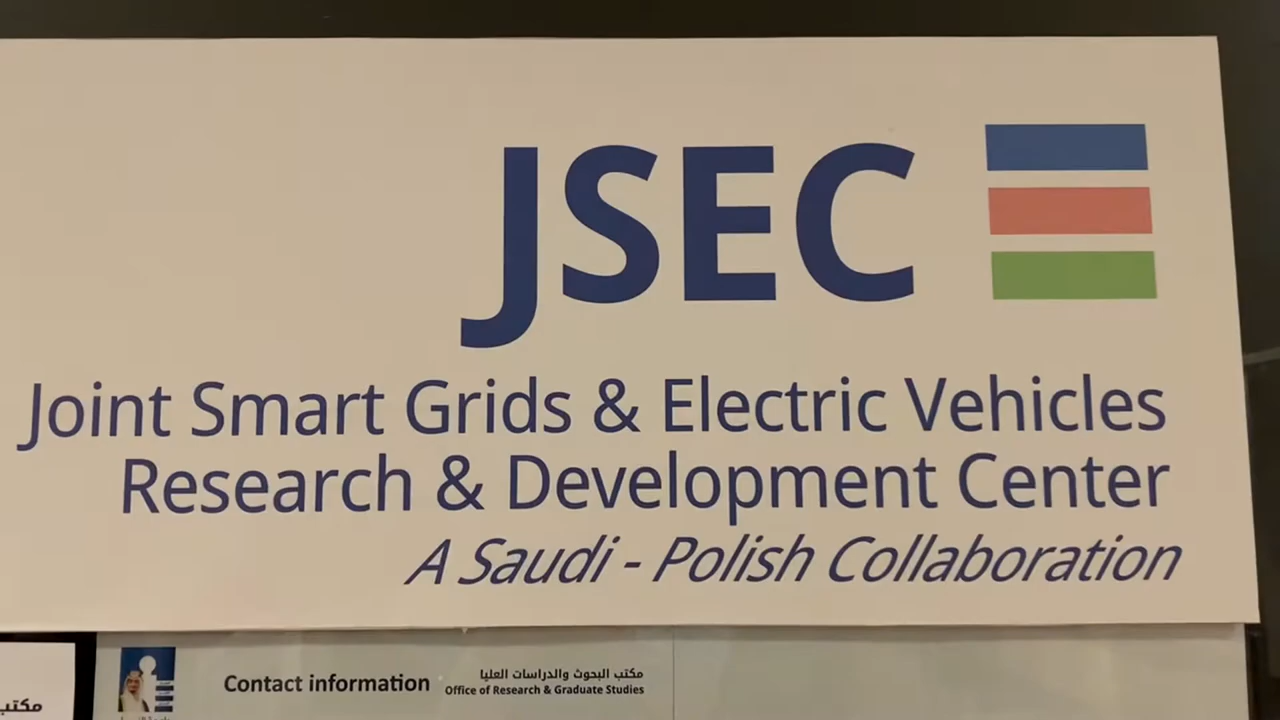 JSEC
Joint Smart Grids & Electric Vehicles
Research & Development Center
A Saudi - Polish Collaboration
Contact information
مكتب البحوث والدراسات العليا
Office of Research & Graduate Studies